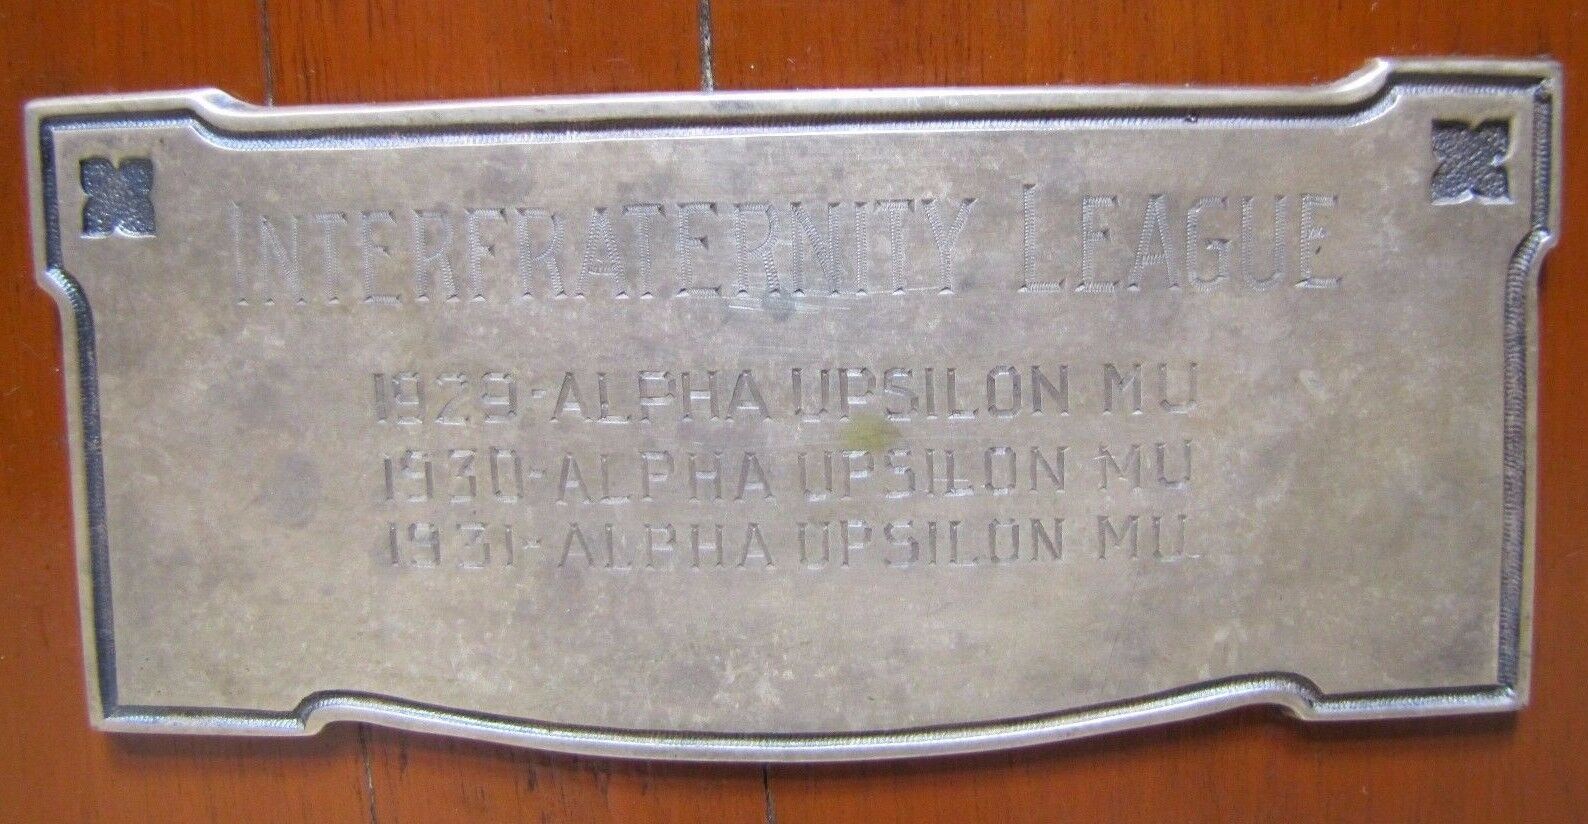 INTERFRATERNITY LEAGUE
1929-ALPHA UPSILON MU
1930-ALPHA UPSILON MU
1931-ALPHA UPSILON MU